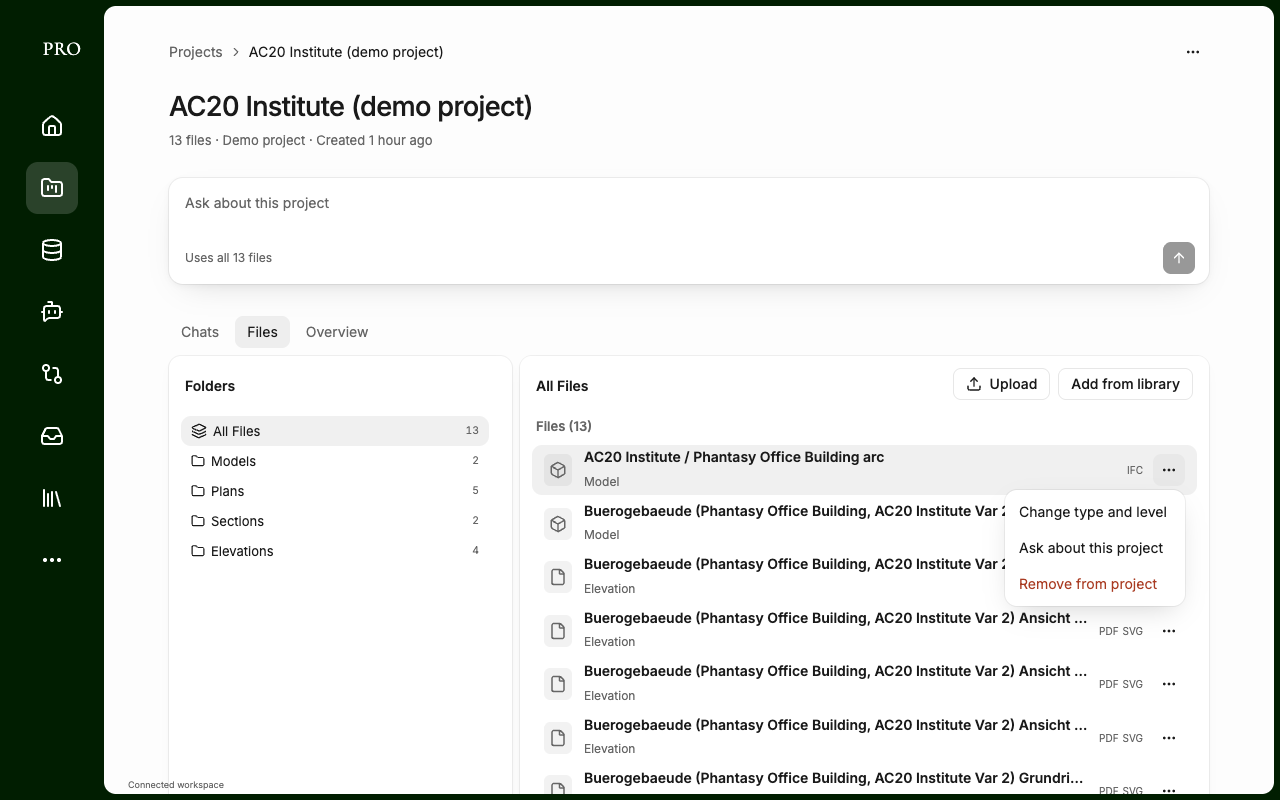 PRO
Projects
AC20 Institute (demo project)
AC20 Institute (demo project)
13 files · Demo project · Created 1 hour ago
Ask about this project
Uses all 13 files
Chats
Files
Overview
Folders
All Files 13
Models 2
Plans 5
Sections 2
Elevations 4
All Files
Upload
Add from library
Files (13)
AC20 Institute / Phantasy Office Building arc
Model
IFC
Change type and level
Ask about this project
Remove from project
Buerogebaeude (Phantasy Office Building, AC20 Institute Var
Model
Buerogebaeude (Phantasy Office Building, AC20 Institute Var
Elevation
Buerogebaeude (Phantasy Office Building, AC20 Institute Var 2) Ansicht ...
Elevation
PDF SVG
Buerogebaeude (Phantasy Office Building, AC20 Institute Var 2) Ansicht ...
Elevation
PDF SVG
Buerogebaeude (Phantasy Office Building, AC20 Institute Var 2) Ansicht ...
Elevation
PDF SVG
Buerogebaeude (Phantasy Office Building, AC20 Institute Var 2) Grundri...
PDF SVG
Connected workspace